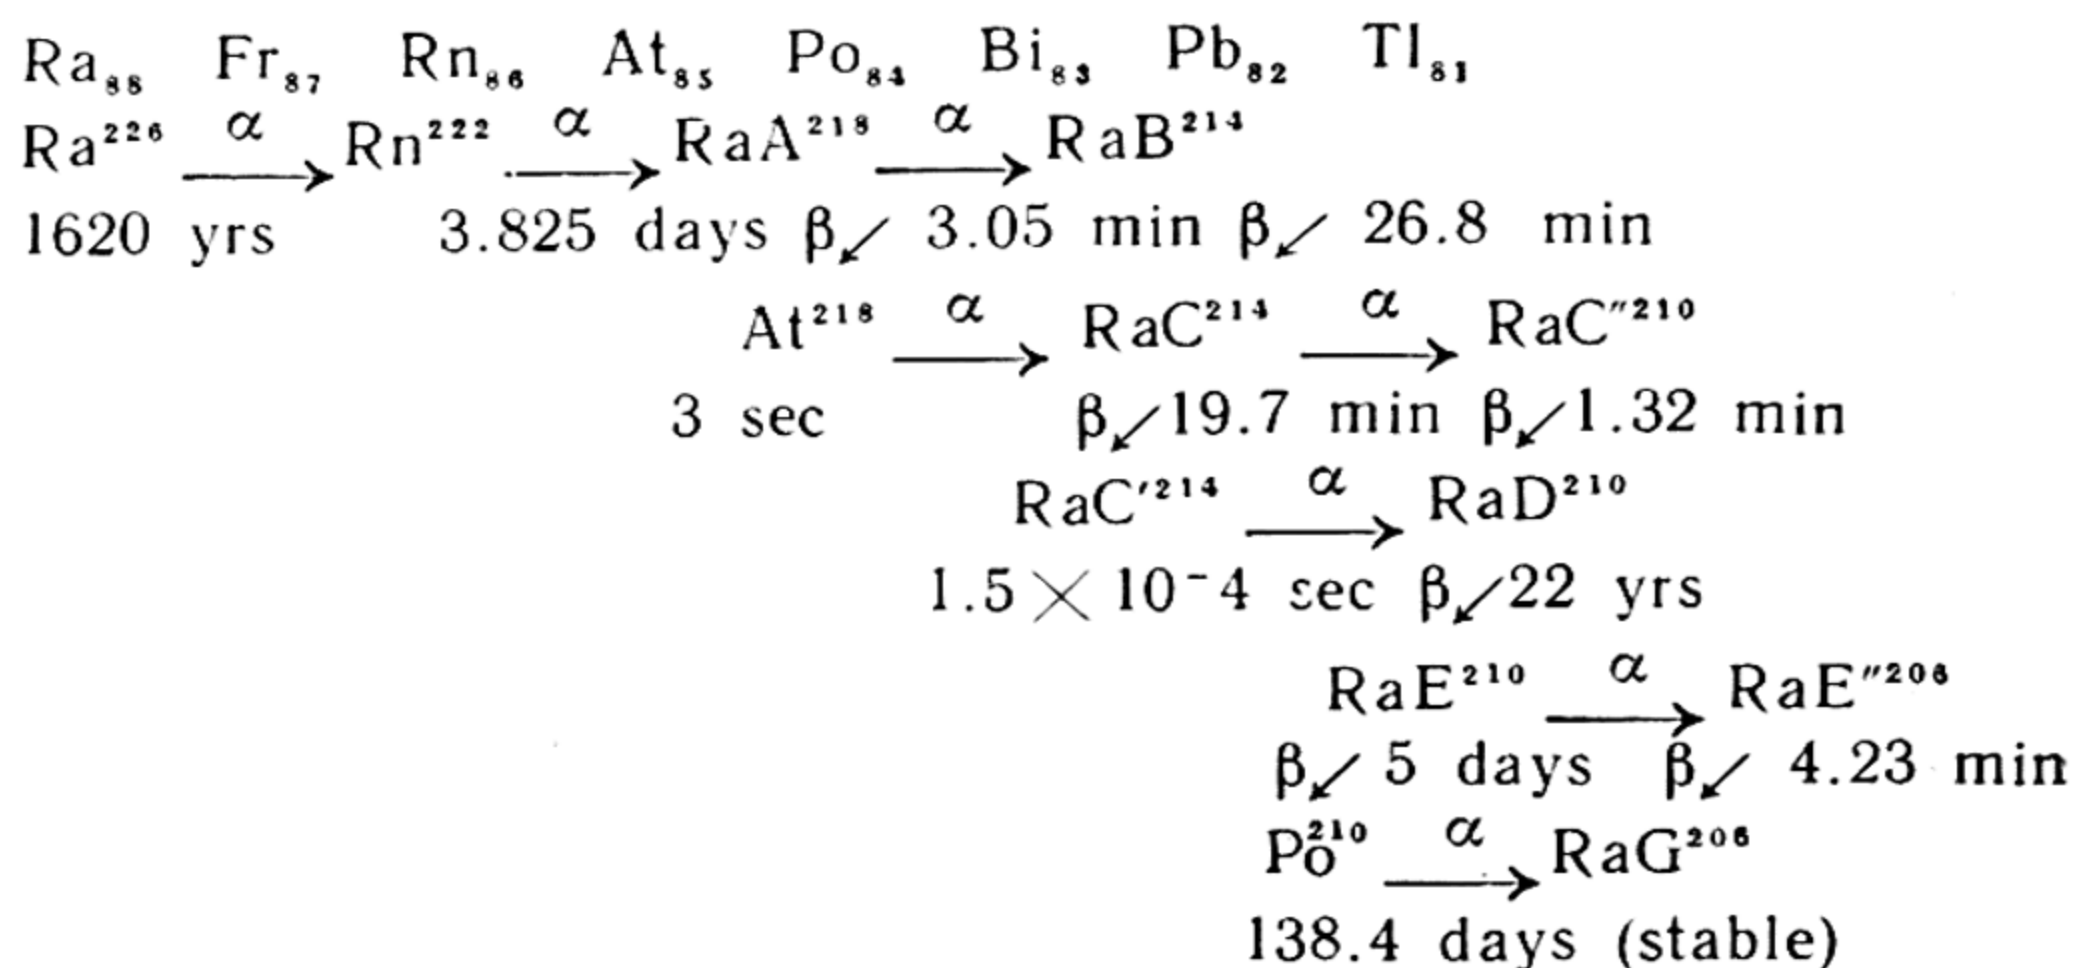 Ra₈₈ Fr₈₇ Rn₈₆ At₈₅ Po₈₄ Bi₈₃ Pb₈₂ Tl₈₁
Ra²²⁶ α→ Rn²²² α→ RaA²¹⁸ α→ RaB²¹⁴
1620 yrs 3.825 days β↙ 3.05 min β↙ 26.8 min
At²¹⁸ α→ RaC²¹⁴ α→ RaC″²¹⁰
3 sec β↙19.7 min β↙1.32 min
RaC′²¹⁴ α→ RaD²¹⁰
1.5×10⁻4 sec β↙22 yrs
RaE²¹⁰ α→ RaE″²⁰⁶
β↙ 5 days β↙ 4.23 min
Po²¹⁰ α→ RaG²⁰⁶
138.4 days (stable)